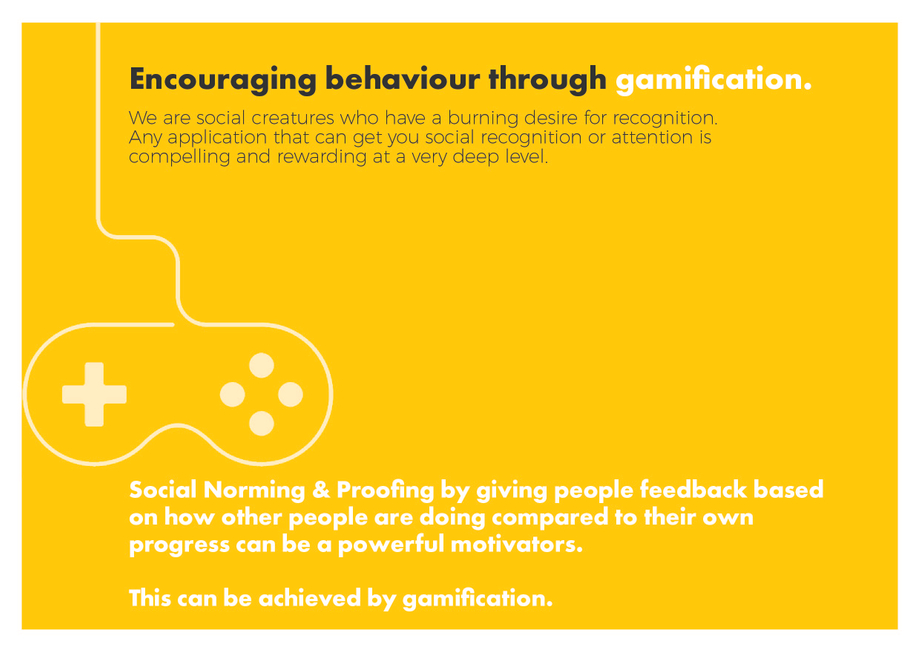 Encouraging behaviour through gamification.
We are social creatures who have a burning desire for recognition.
Any application that can get you social recognition or attention is
compelling and rewarding at a very deep level.
Social Norming & Proofing by giving people feedback based
on how other people are doing compared to their own
progress can be a powerful motivators.
This can be achieved by gamification.